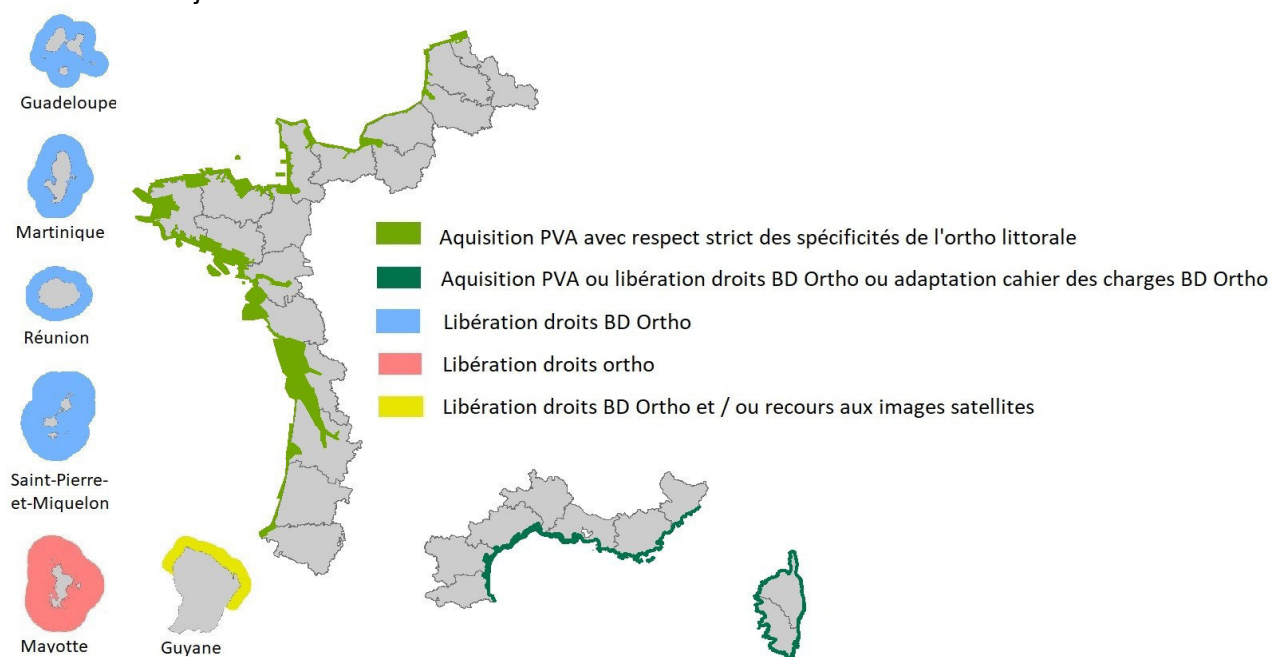 Guadeloupe
Martinique
Réunion
Saint-Pierre-
et-Miquelon
Mayotte
Guyane
Aquisition PVA avec respect strict des spécificités de l'ortho littorale
Aquisition PVA ou libération droits BD Ortho ou adaptation cahier des charges BD Ortho
Libération droits BD Ortho
Libération droits ortho
Libération droits BD Ortho et / ou recours aux images satellites